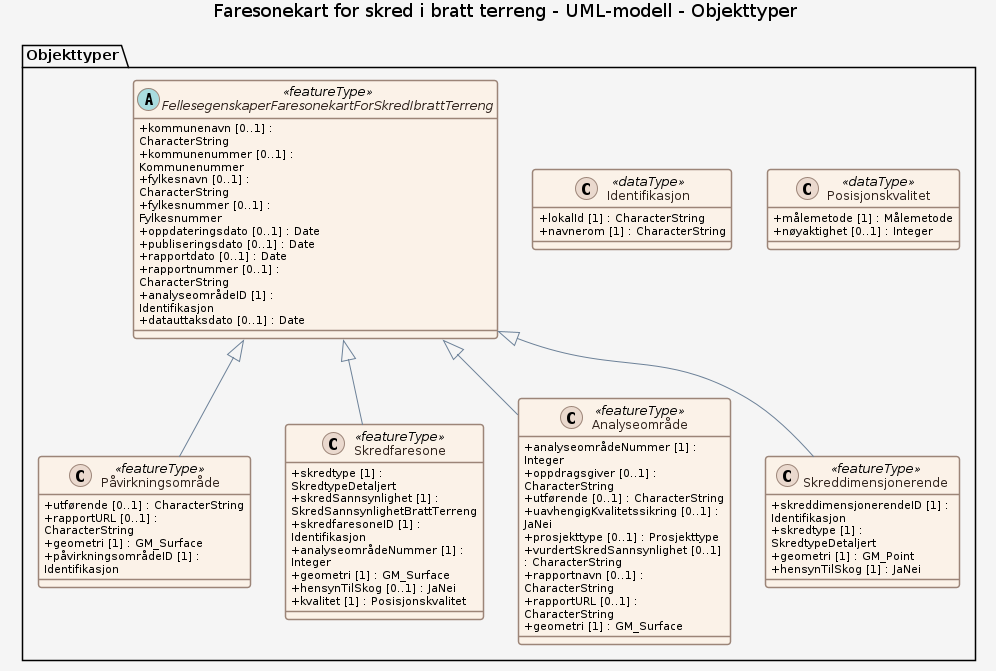 Faresonekart for skred i bratt terreng - UML-modell - Objekttyper
Objekttyper
A
«featureType»
FellesegenskaperFaresonekartForSkredIbrattTerreng
+kommunenavn [0..1] :
CharacterString
+kommunenummer [0..1] :
Kommunenummer
+fylkesnavn [0..1] :
CharacterString
+fylkesnummer [0..1] :
Fylkesnummer
+oppdateringsdato [0..1] : Date
+publiseringsdato [0..1] : Date
+rapportdato [0..1] : Date
+rapportnummer [0..1] :
CharacterString
+analyseområdeID [1] :
Identifikasjon
+datauttaksdato [0..1] : Date
C
«dataType»
Identifikasjon
+lokalId [1] : CharacterString
+navnerom [1] : CharacterString
C
«dataType»
Posisjonskvalitet
+målemetode [1] : Målemetode
+nøyaktighet [0..1] : Integer
C
«featureType»
Påvirkningsområde
+utførende [0..1] : CharacterString
+rapportURL [0..1] :
CharacterString
+geometri [1] : GM_Surface
+påvirkningsområdeID [1] :
Identifikasjon
C
«featureType»
Skredfaresone
+skredtype [1] :
SkredtypeDetaljert
+skredSannsynlighet [1] :
SkredSannsynlighetBrattTerreng
+skredfaresoneID [1] :
Identifikasjon
+analyseområdeNummer [1] :
Integer
+geometri [1] : GM_Surface
+hensynTilSkog [0..1] : JaNei
+kvalitet [1] : Posisjonskvalitet
C
«featureType»
Analyseområde
+analyseområdeNummer [1] :
Integer
+oppdragsgiver [0..1] :
CharacterString
+utførende [0..1] : CharacterString
+uavhengigKvalitetssikring [0..1] :
JaNei
+prosjekttype [0..1] : Prosjekttype
+vurdertSkredSannsynlighet [0..1]
: CharacterString
+rapportnavn [0..1] :
CharacterString
+rapportURL [0..1] :
CharacterString
+geometri [1] : GM_Surface
C
«featureType»
Skreddimensjonerende
+skreddimensjonerendeID [1] :
Identifikasjon
+skredtype [1] :
SkredtypeDetaljert
+geometri [1] : GM_Point
+hensynTilSkog [0..1] : JaNei